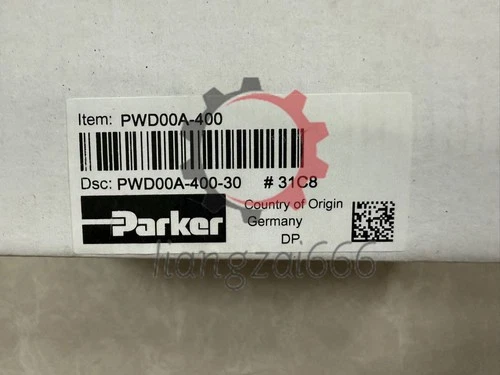 Item: PWD00A-400
Dsc: PWD00A-400-30 # 31C8
Parker
Country of Origin
Germany
DP
liangzai666